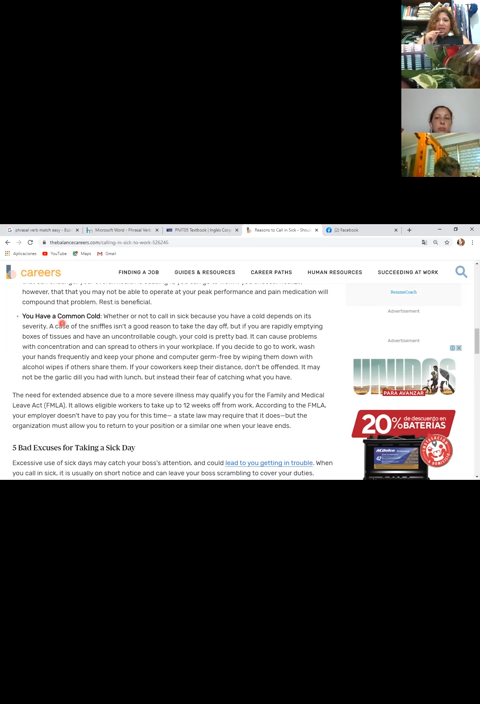 phrasal verb match easy - Edu
Microsoft Word - Phrasal Verb
Reasons to Call in Sick - Shou
Facebook
thebalancecareers.com/calling-in-sick-to-work-526246
Aplicaciones
YouTube
Maps
Gmail
careers
FINDING A JOB
GUIDES & RESOURCES
CAREER PATHS
HUMAN RESOURCES
SUCCEEDING AT WORK
however, that you may not be able to operate at your peak performance and pain medication will
compound that problem. Rest is beneficial.
You Have a Common Cold: Whether or not to call in sick because you have a cold depends on its
severity. A case of the sniffles isn't a good reason to take the day off, but if you are rapidly emptying
boxes of tissues and have an uncontrollable cough, your cold is pretty bad. It can cause problems
with concentration and can spread to others in your workplace. If you decide to go to work, wash
your hands frequently and keep your phone and computer germ-free by wiping them down with
alcohol wipes if others share them. If your coworkers keep their distance, don't be offended. It may
not be the garlic dill you had with lunch, but instead their fear of catching what you have.
The need for extended absence due to a more severe illness may qualify you for the Family and Medical
Leave Act (FMLA). It allows eligible workers to take up to 12 weeks off from work. According to the FMLA,
your employer doesn't have to pay you for this time— a state law may require that it does—but the
organization must allow you to return to your position or a similar one when your leave ends.
5 Bad Excuses for Taking a Sick Day
Excessive use of sick days may catch your boss's attention, and could lead to you getting in trouble. When
you call in sick, it is usually on short notice and can leave your boss scrambling to cover your duties.
ResumeCoach
Advertisement
Advertisement
UNIDOS
PARA AVANZAR
20% de descuento en
BATERÍAS
ACDelco